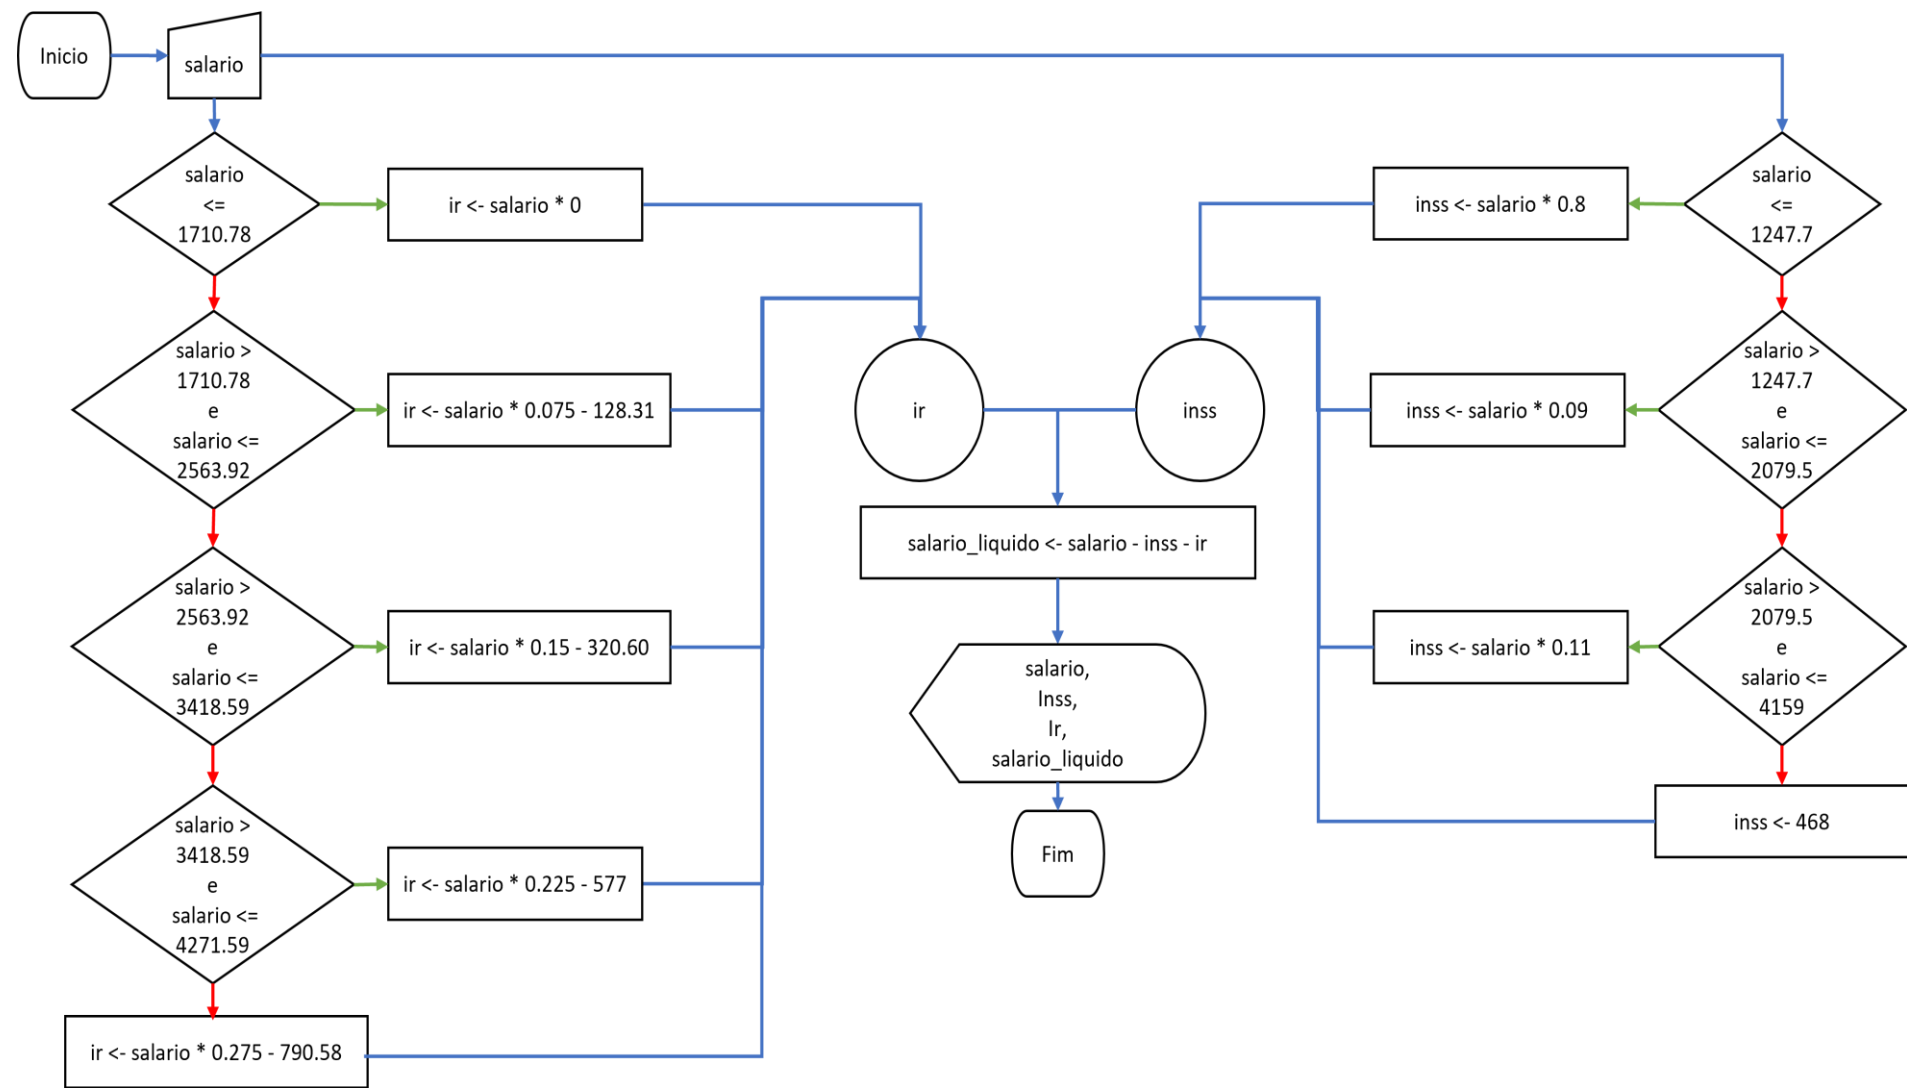 Inicio
salario
salario
<=
1710.78
ir <- salario * 0
salario >
1710.78
e
salario <=
2563.92
ir <- salario * 0.075 - 128.31
salario >
2563.92
e
salario <=
3418.59
ir <- salario * 0.15 - 320.60
salario >
3418.59
e
salario <=
4271.59
ir <- salario * 0.225 - 577
ir <- salario * 0.275 - 790.58
ir
inss
salario_liquido <- salario - inss - ir
salario,
Inss,
Ir,
salario_liquido
Fim
salario
<=
1247.7
inss <- salario * 0.8
salario >
1247.7
e
salario <=
2079.5
inss <- salario * 0.09
salario >
2079.5
e
salario <=
4159
inss <- salario * 0.11
inss <- 468